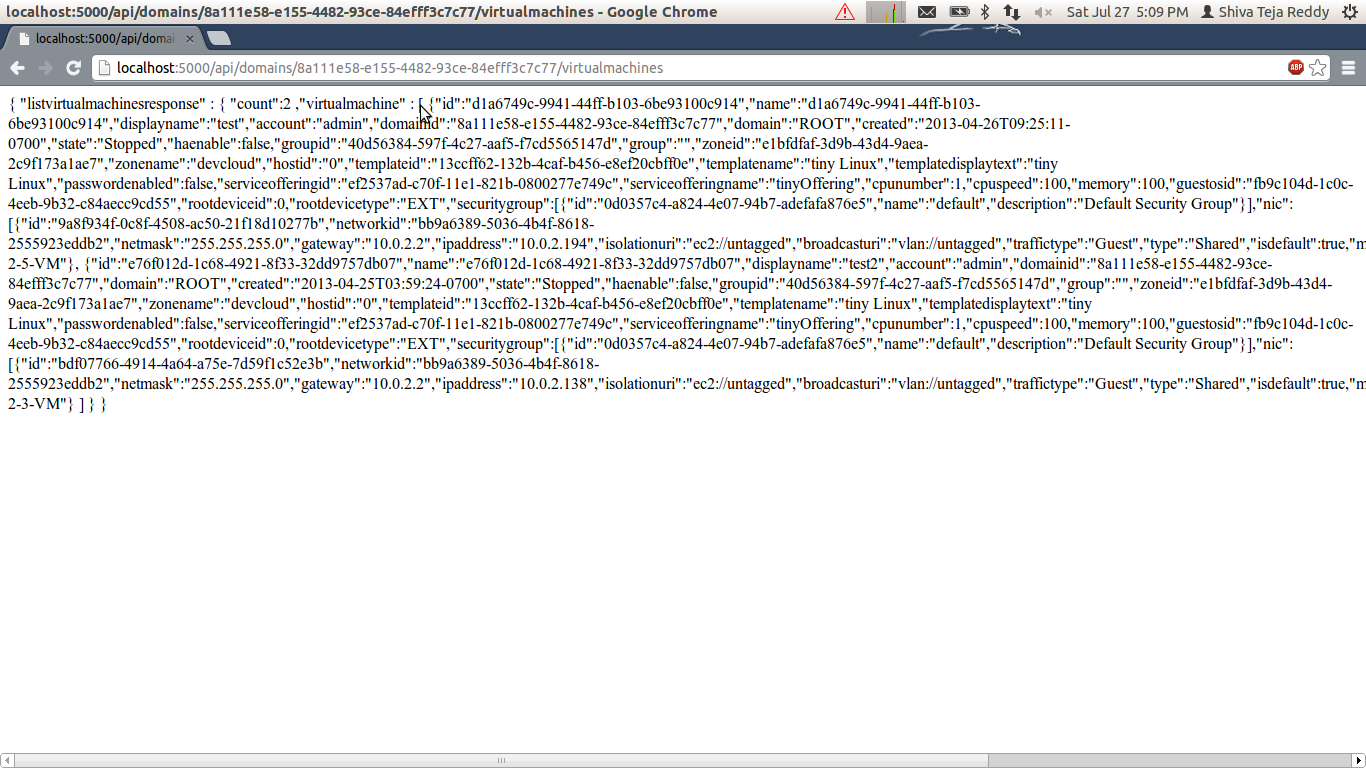 localhost:5000/api/domains/8a111e58-e155-4482-93ce-84efff3c7c77/virtualmachines - Google Chrome
Sat Jul 27 5:09 PM
Shiva Teja Reddy
localhost:5000/api/domai
localhost:5000/api/domains/8a111e58-e155-4482-93ce-84efff3c7c77/virtualmachines
ABP
{ "listvirtualmachinesresponse" : { "count":2 ,"virtualmachine" : [ {"id":"d1a6749c-9941-44ff-b103-6be93100c914","name":"d1a6749c-9941-44ff-b103-
6be93100c914","displayname":"test","account":"admin","domainid":"8a111e58-e155-4482-93ce-84efff3c7c77","domain":"ROOT","created":"2013-04-26T09:25:11-
0700","state":"Stopped","haenable":false,"groupid":"40d56384-597f-4c27-aaf5-f7cd5565147d","group":"","zoneid":"e1bfdfaf-3d9b-43d4-9aea-
2e9f173a1ae7","zonename":"devcloud","hostid":"0","templateid":"13ccff62-132b-4caf-b456-e8ef20cbff0e","templatename":"tiny Linux","templatedisplaytext":"tiny
Linux","passwordenabled":false,"serviceofferingid":"ef2537ad-c70f-11e1-821b-0800277e749c","serviceofferingname":"tinyOffering","cpunumber":1,"cpuspeed":100,"memory":100,"guestosid":"fb9c104d-1c0c-
4eeb-9b32-c84aecc9cd55","rootdeviceid":0,"rootdevicetype":"EXT","securitygroup":[{"id":"0d0357c4-a824-4e07-94b7-adefafa876e5","name":"default","description":"Default Security Group"}],"nic":
[{"id":"9a8f934f-0c8f-4508-ac50-21f18d10277b","networkid":"bb9a6389-5036-4b4f-8618-
2555923eddb2","netmask":"255.255.255.0","gateway":"10.0.2.2","ipaddress":"10.0.2.194","isolationuri":"ec2://untagged","broadcasturi":"vlan://untagged","traffictype":"Guest","type":"Shared","isdefault":true,"m
2-5-VM"}, {"id":"e76f012d-1c68-4921-8f33-32dd9757db07","name":"e76f012d-1c68-4921-8f33-32dd9757db07","displayname":"test2","account":"admin","domainid":"8a111e58-e155-4482-93ce-
84efff3c7c77","domain":"ROOT","created":"2013-04-25T03:59:24-0700","state":"Stopped","haenable":false,"groupid":"40d56384-597f-4c27-aaf5-f7cd5565147d","group":"","zoneid":"e1bfdfaf-3d9b-43d4-
9aea-2c9f173a1ae7","zonename":"devcloud","hostid":"0","templateid":"13ccff62-132b-4caf-b456-e8ef20cbff0e","templatename":"tiny Linux","templatedisplaytext":"tiny
Linux","passwordenabled":false,"serviceofferingid":"ef2537ad-c70f-11e1-821b-0800277e749c","serviceofferingname":"tinyOffering","cpunumber":1,"cpuspeed":100,"memory":100,"guestosid":"fb9c104d-1c0c-
4eeb-9b32-c84aecc9cd55","rootdeviceid":0,"rootdevicetype":"EXT","securitygroup":[{"id":"0d0357c4-a824-4e07-94b7-adefafa876e5","name":"default","description":"Default Security Group"}],"nic":
[{"id":"bdf07766-4914-4a64-a75e-7d59f1c52e3b","networkid":"bb9a6389-5036-4b4f-8618-
2555923eddb2","netmask":"255.255.255.0","gateway":"10.0.2.2","ipaddress":"10.0.2.138","isolationuri":"ec2://untagged","broadcasturi":"vlan://untagged","traffictype":"Guest","type":"Shared","isdefault":true,"m
2-3-VM"} ] } }